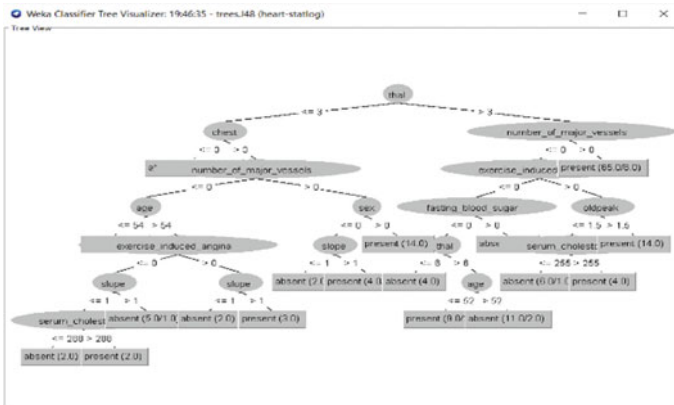 Weka Classifier Tree Visualizer: 19:46:35 - trees.J48 (heart-statlog)
Tree View
thal
<= 3 > 3
chest number_of_major_vessels
<= 0 > 0 <= 0 > 0
number_of_major_vessels exercise_induced present (65.0/8.0)
<= 0 > 0 <= 0 > 0
age sex fasting_blood_sugar oldpeak
<= 54 > 54 <= 0 > 0 <= 0 > 0 <= 1.5 > 1.5
exercise_induced_angina slope present (14.0) thal serum_cholest present (14.0)
<= 0 > 0 <= 1 > 1 <= 6 > 6 <= 255 > 255
slope slope absent (2.0 present (4.0 absent (4.0) age absent (6.0/1.0 present (4.0)
<= 1 > 1 <= 1 > 1 <= 52 > 52
serum_cholest absent (5.0/1.0) absent (2.0) present (3.0) present (9.0/ absent (11.0/2.0)
<= 288 > 288
absent (2.0) present (2.0)